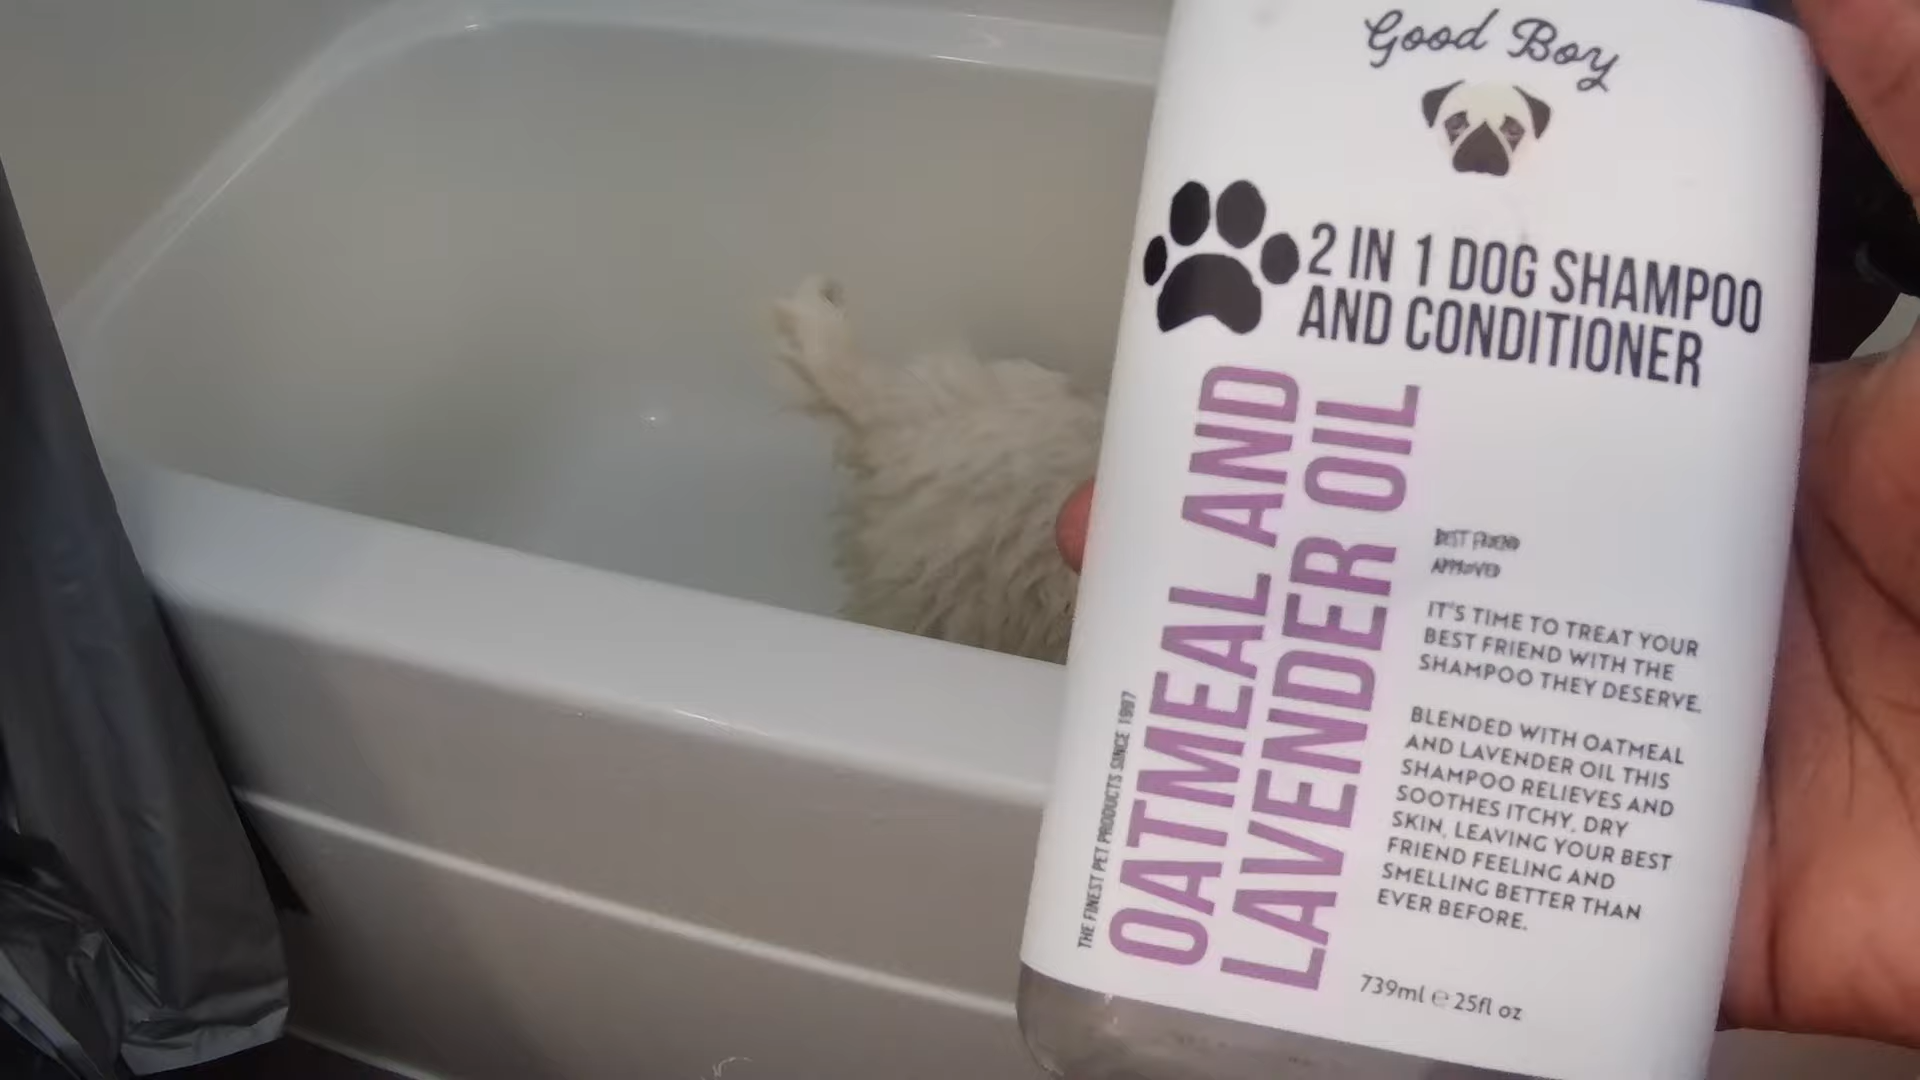 Good Boy
2 IN 1 DOG SHAMPOO
AND CONDITIONER
OATMEAL AND
LAVENDER OIL
BEST FRIEND
APPROVED
IT'S TIME TO TREAT YOUR
BEST FRIEND WITH THE
SHAMPOO THEY DESERVE.
BLENDED WITH OATMEAL
AND LAVENDER OIL THIS
SHAMPOO RELIEVES AND
SOOTHES ITCHY, DRY
SKIN, LEAVING YOUR BEST
FRIEND FEELING AND
SMELLING BETTER THAN
EVER BEFORE.
THE FINEST PET PRODUCTS SINCE 1987
739ml e 25fl oz